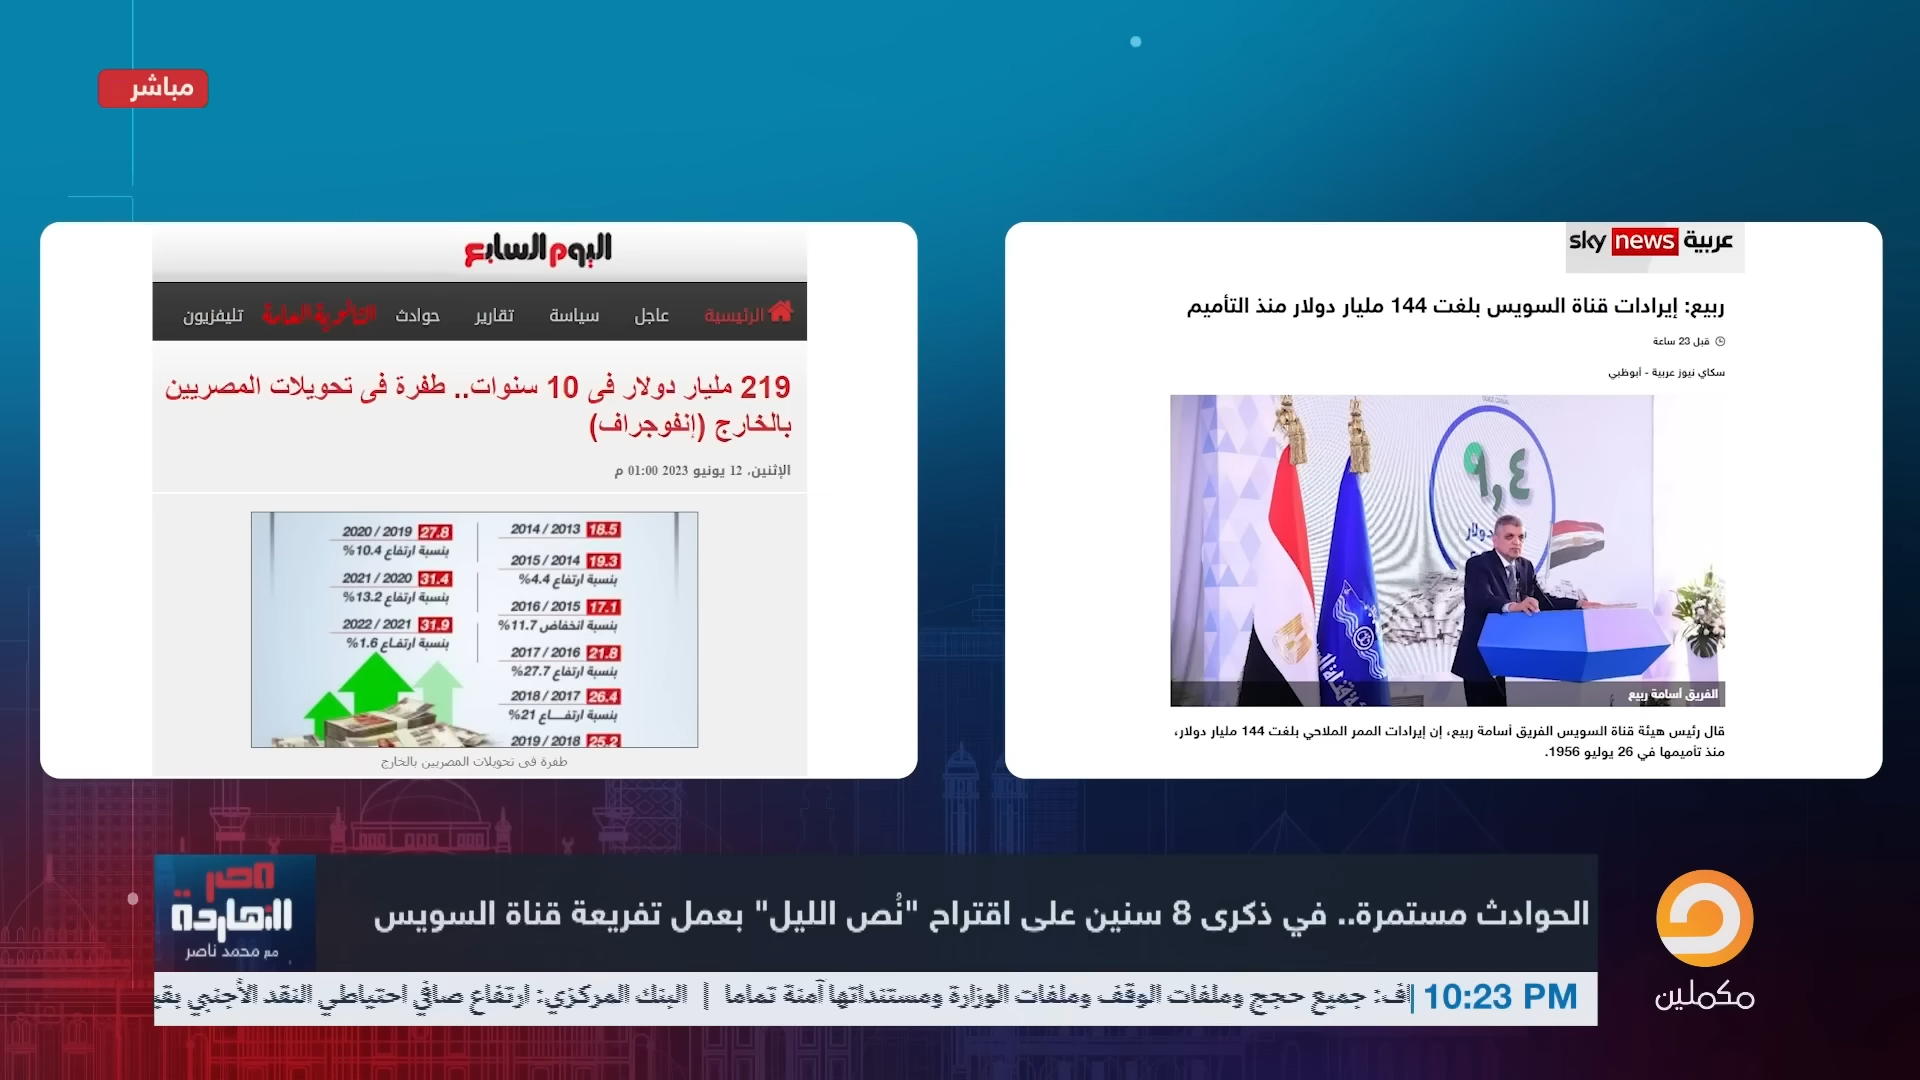 مباشر
sky news عربية
ربيع: إيرادات قناة السويس بلغت 144 مليار دولار منذ التأميم
قبل 23 ساعة
سكاي نيوز عربية - أبوظبي
٩,٤
دولار
الفريق أسامة ربيع
قال رئيس هيئة قناة السويس الفريق أسامة ربيع، إن إيرادات الممر الملاحي بلغت 144 مليار دولار،
منذ تأميمها في 26 يوليو 1956.
اليوم السابع
الرئيسية عاجل سياسة تقارير حوادث الثانوية العامة تليفزيون
219 مليار دولار فى 10 سنوات.. طفرة فى تحويلات المصريين
بالخارج (إنفوجراف)
الإثنين، 12 يونيو 2023 01:00 م
18.5 2014 / 2013
19.3 2015 / 2014
بنسبة ارتفاع 4.4%
17.1 2016 / 2015
بنسبة انخفاض 11.7%
21.8 2017 / 2016
بنسبة ارتفاع 27.7%
26.4 2018 / 2017
بنسبة ارتفـــاع 21%
25.2 2019 / 2018
27.8 2020 / 2019
بنسبة ارتفاع 10.4%
31.4 2021 / 2020
بنسبة ارتفاع 13.2%
31.9 2022 / 2021
بنسبة ارتفـاع 1.6%
طفرة فى تحويلات المصريين بالخارج
الحوادث مستمرة.. في ذكرى 8 سنين على اقتراح "نُص الليل" بعمل تفريعة قناة السويس
مصر
النهاردة
مع محمد ناصر
10:23 PM
اف: جميع حجج وملفات الوقف وملفات الوزارة ومستنداتها آمنة تماما | البنك المركزي: ارتفاع صافي احتياطي النقد الأجنبي بقي
مكملين